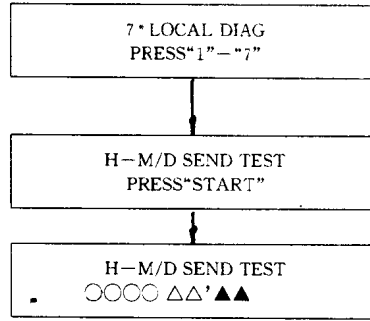 7*LOCAL DIAG
PRESS“1”—“7”
H—M/D SEND TEST
PRESS“START”
H—M/D SEND TEST
○○○○ △△'▲▲